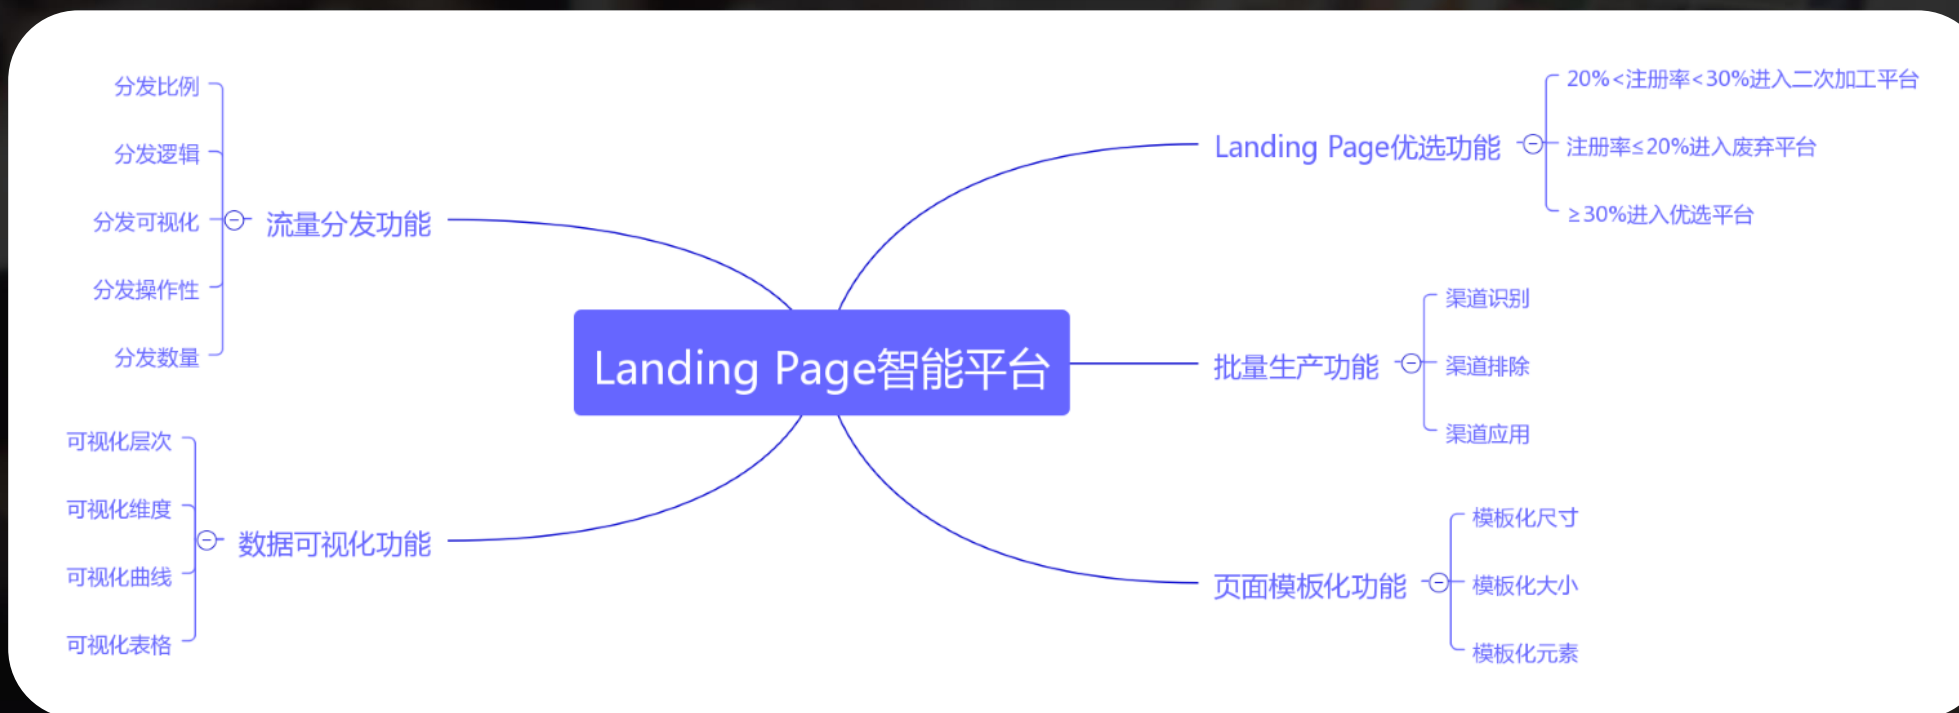 Landing Page智能平台
流量分发功能
分发比例
分发逻辑
分发可视化
分发操作性
分发数量
数据可视化功能
可视化层次
可视化维度
可视化曲线
可视化表格
Landing Page优选功能
20%<注册率<30%进入二次加工平台
注册率≤20%进入废弃平台
≥30%进入优选平台
批量生产功能
渠道识别
渠道排除
渠道应用
页面模板化功能
模板化尺寸
模板化大小
模板化元素